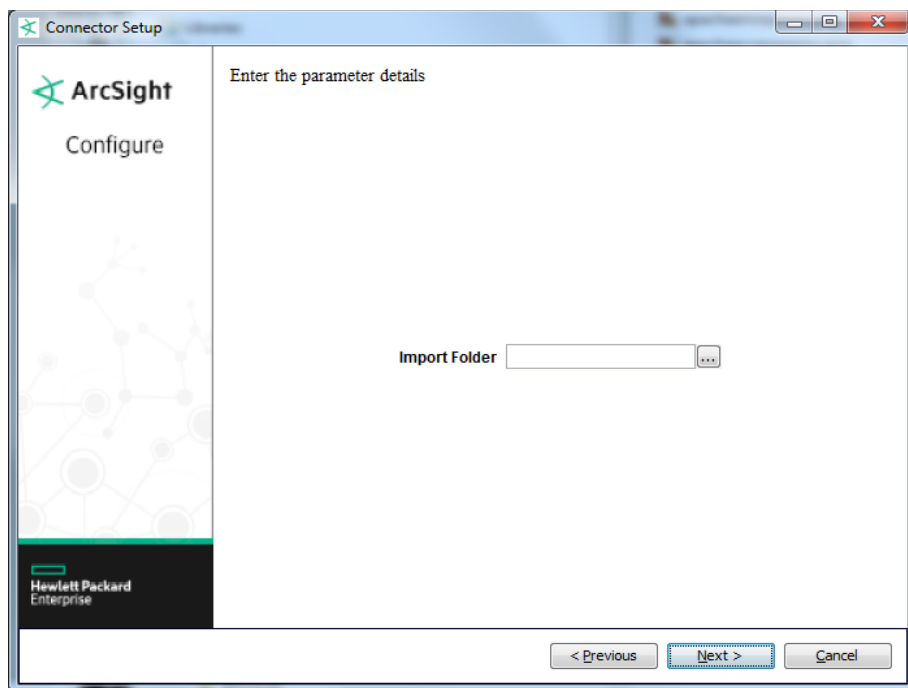 Connector Setup
ArcSight
Configure
Enter the parameter details
Import Folder
...
Hewlett Packard
Enterprise
< Previous
Next >
Cancel